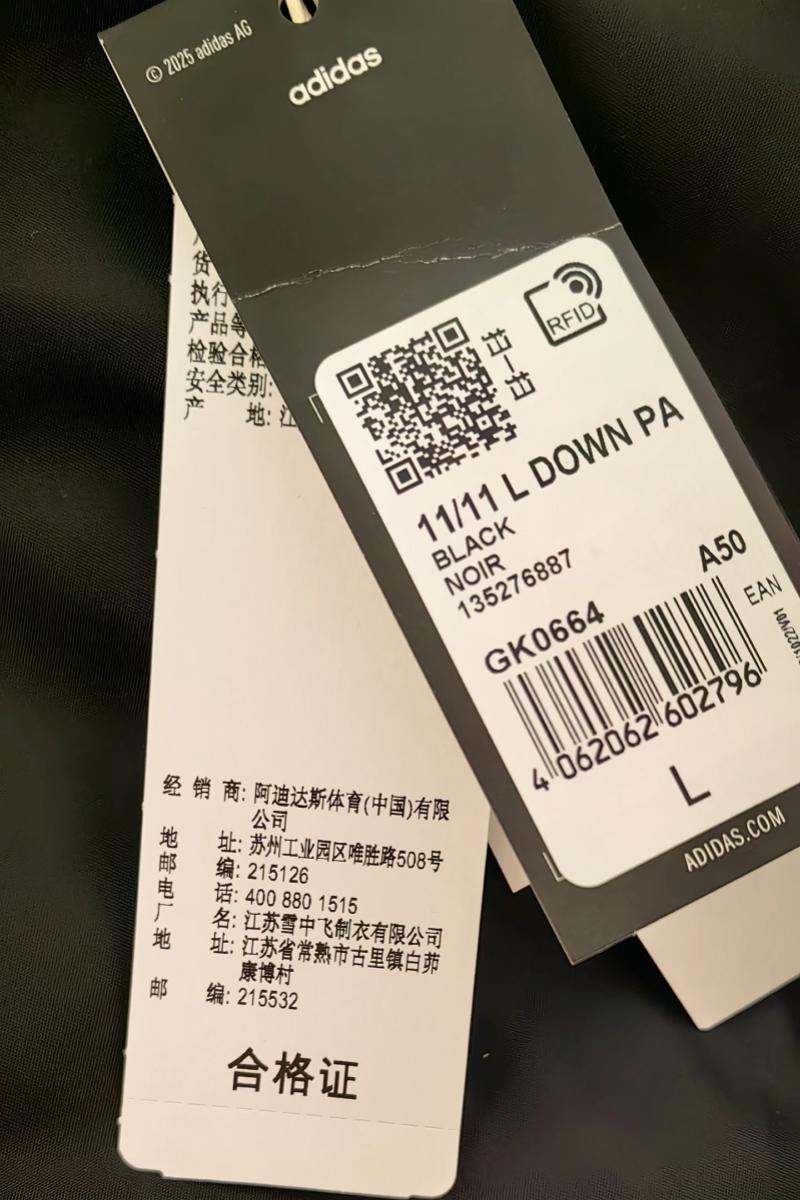 © 2025 adidas AG
adidas
RFID
扫一扫
11/11 L DOWN PA
BLACK
NOIR
135276887
A50
GK0664
EAN
4 062062 602796
L
ADIDAS.COM
货
执行
产品等
检验合格
安全类别:
产 地: 江
经 销 商: 阿迪达斯体育(中国)有限
公司
地 址: 苏州工业园区唯胜路508号
邮 编: 215126
电 话: 400 880 1515
厂 名: 江苏雪中飞制衣有限公司
地 址: 江苏省常熟市古里镇白茆
康博村
邮 编: 215532
合格证